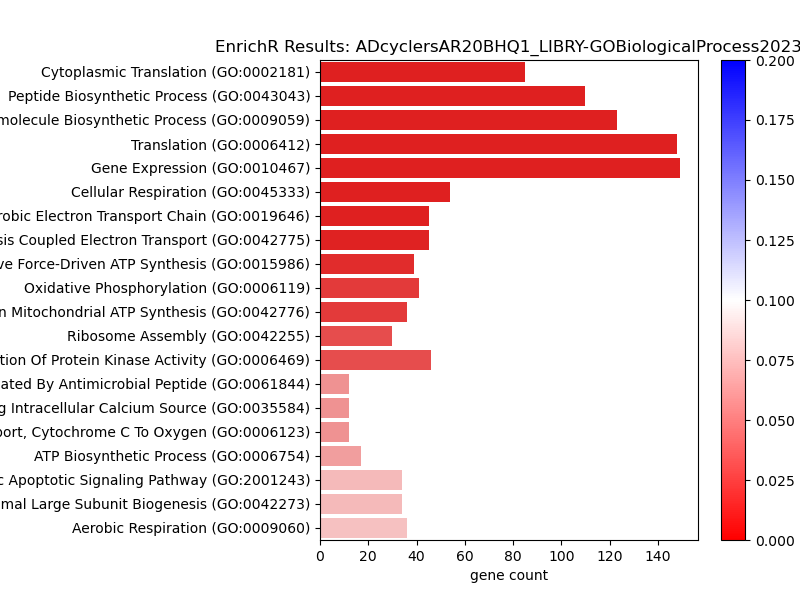 EnrichR Results: ADcyclersAR20BHQ1_LIBRY-GOBiologicalProcess2023
Cytoplasmic Translation (GO:0002181)
Peptide Biosynthetic Process (GO:0043043)
molecule Biosynthetic Process (GO:0009059)
Translation (GO:0006412)
Gene Expression (GO:0010467)
Cellular Respiration (GO:0045333)
robic Electron Transport Chain (GO:0019646)
sis Coupled Electron Transport (GO:0042775)
ve Force-Driven ATP Synthesis (GO:0015986)
Oxidative Phosphorylation (GO:0006119)
n Mitochondrial ATP Synthesis (GO:0042776)
Ribosome Assembly (GO:0042255)
tion Of Protein Kinase Activity (GO:0006469)
ated By Antimicrobial Peptide (GO:0061844)
g Intracellular Calcium Source (GO:0035584)
port, Cytochrome C To Oxygen (GO:0006123)
ATP Biosynthetic Process (GO:0006754)
c Apoptotic Signaling Pathway (GO:2001243)
mal Large Subunit Biogenesis (GO:0042273)
Aerobic Respiration (GO:0009060)
0 20 40 60 80 100 120 140
gene count
0.200
0.175
0.150
0.125
0.100
0.075
0.050
0.025
0.000